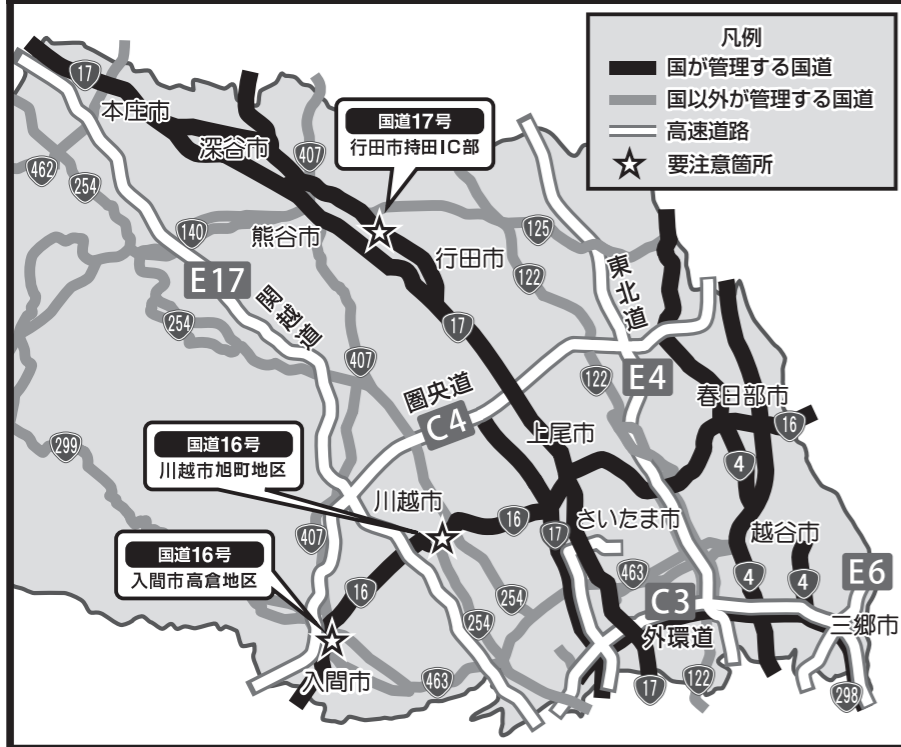 凡例
国が管理する国道
国以外が管理する国道
高速道路
要注意箇所
17
本庄市
深谷市
407
国道17号
行田市持田IC部
462
254
140
熊谷市
行田市
125
122
東北道
E17
関越道
254
17
407
圏央道
C4
122
E4
春日部市
16
299
国道16号
川越市旭町地区
上尾市
4
川越市
16
17
さいたま市
越谷市
国道16号
入間市高倉地区
407
16
254
463
4
4
E6
C3
外環道
254
三郷市
入間市
463
17
122
298